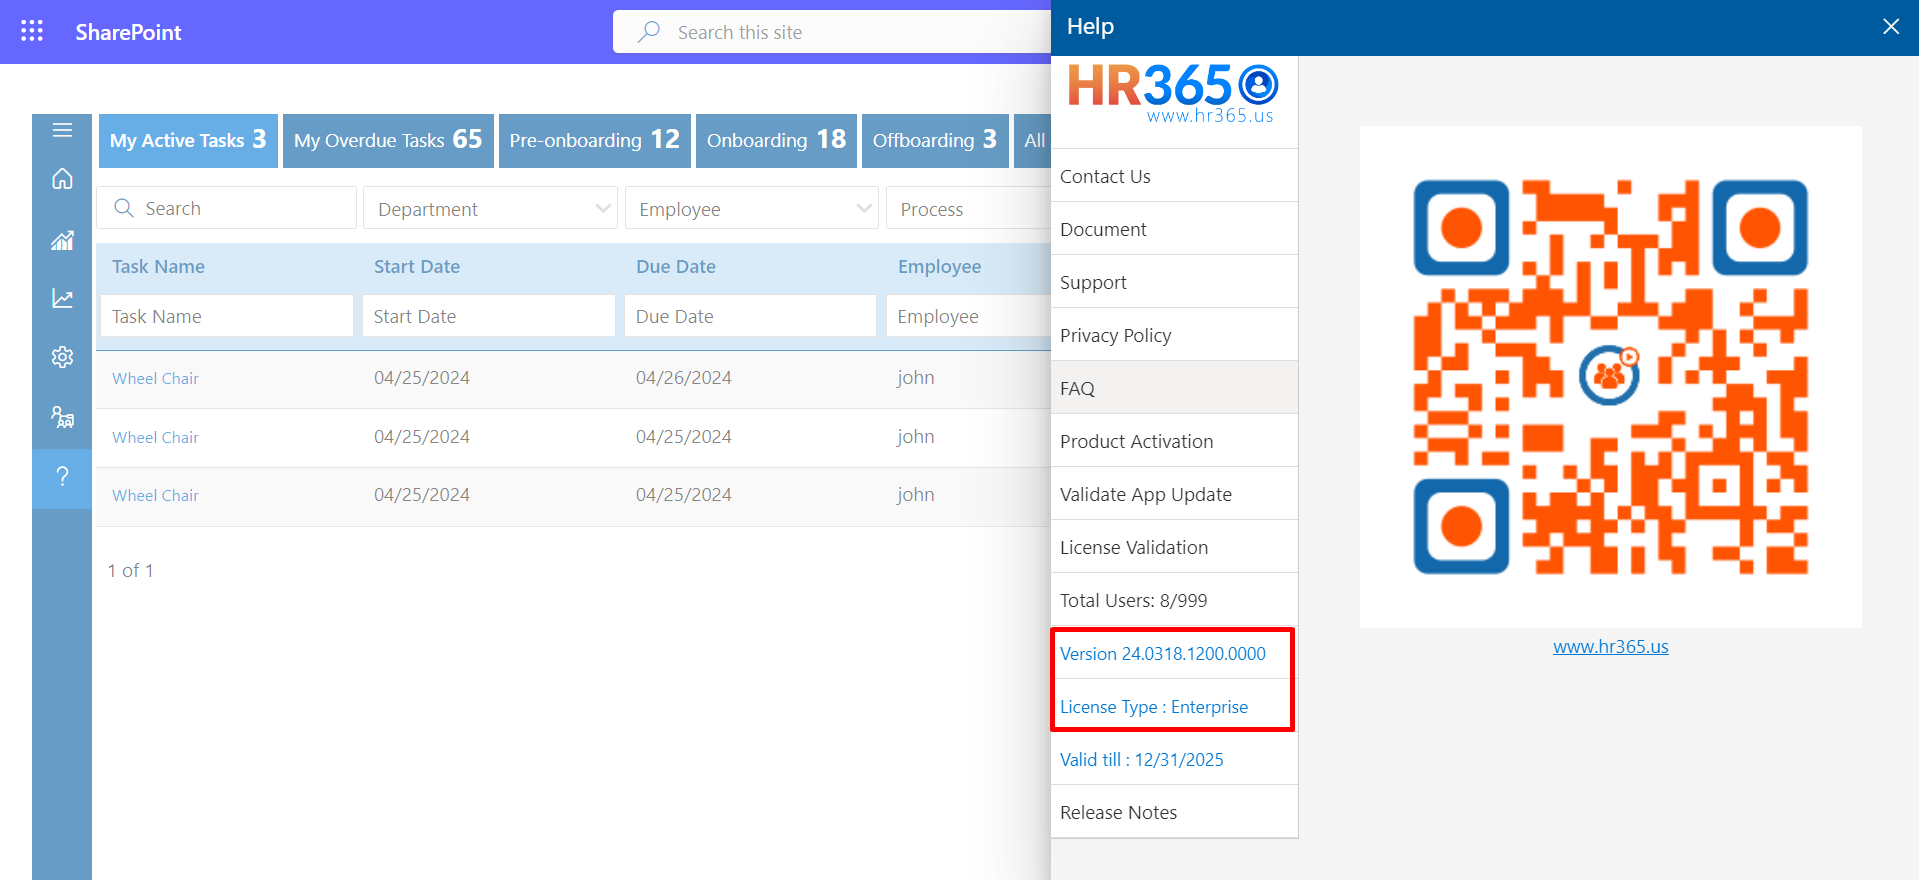 SharePoint
Search this site
My Active Tasks 3
My Overdue Tasks 65
Pre-onboarding 12
Onboarding 18
Offboarding 3
All
Search
Department
Employee
Process
Task Name Start Date Due Date Employee
Task Name Start Date Due Date Employee
Wheel Chair 04/25/2024 04/26/2024 john
Wheel Chair 04/25/2024 04/25/2024 john
Wheel Chair 04/25/2024 04/25/2024 john
1 of 1
Help
HR365
www.hr365.us
Contact Us
Document
Support
Privacy Policy
FAQ
Product Activation
Validate App Update
License Validation
Total Users: 8/999
Version 24.0318.1200.0000
License Type : Enterprise
Valid till : 12/31/2025
Release Notes
www.hr365.us